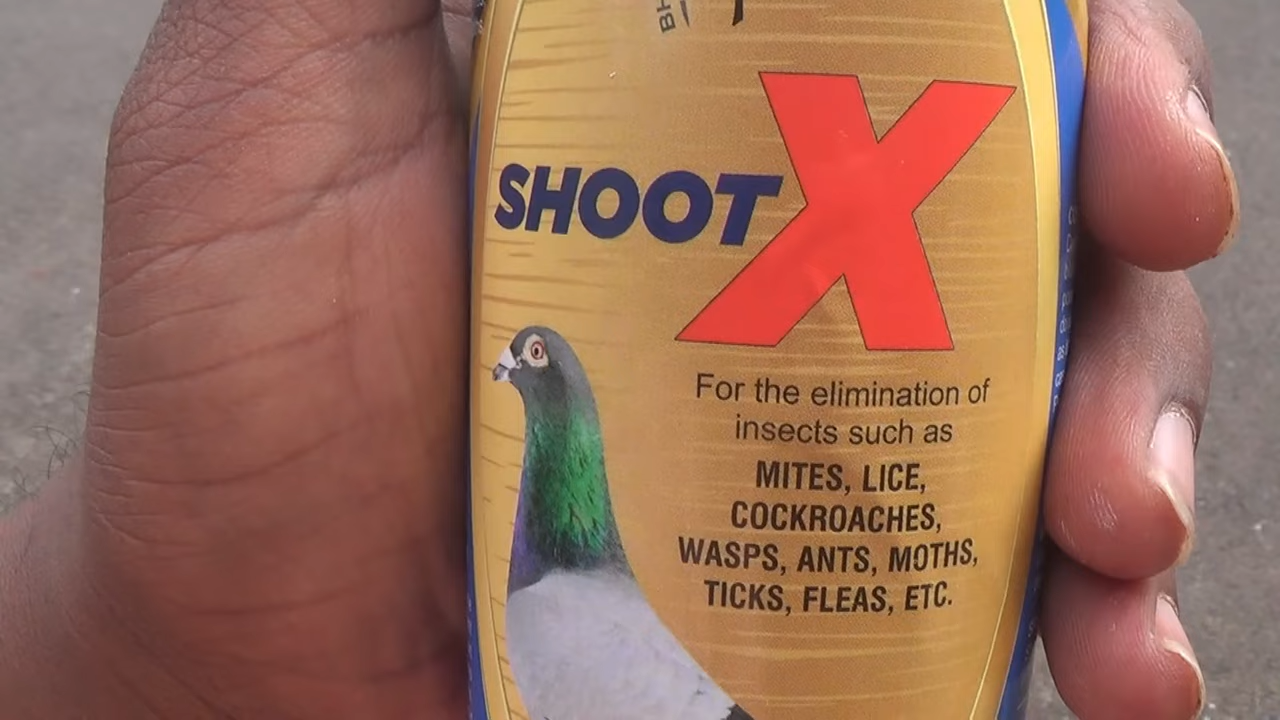 SHOOT X
For the elimination of
insects such as
MITES, LICE,
COCKROACHES,
WASPS, ANTS, MOTHS,
TICKS, FLEAS, ETC.